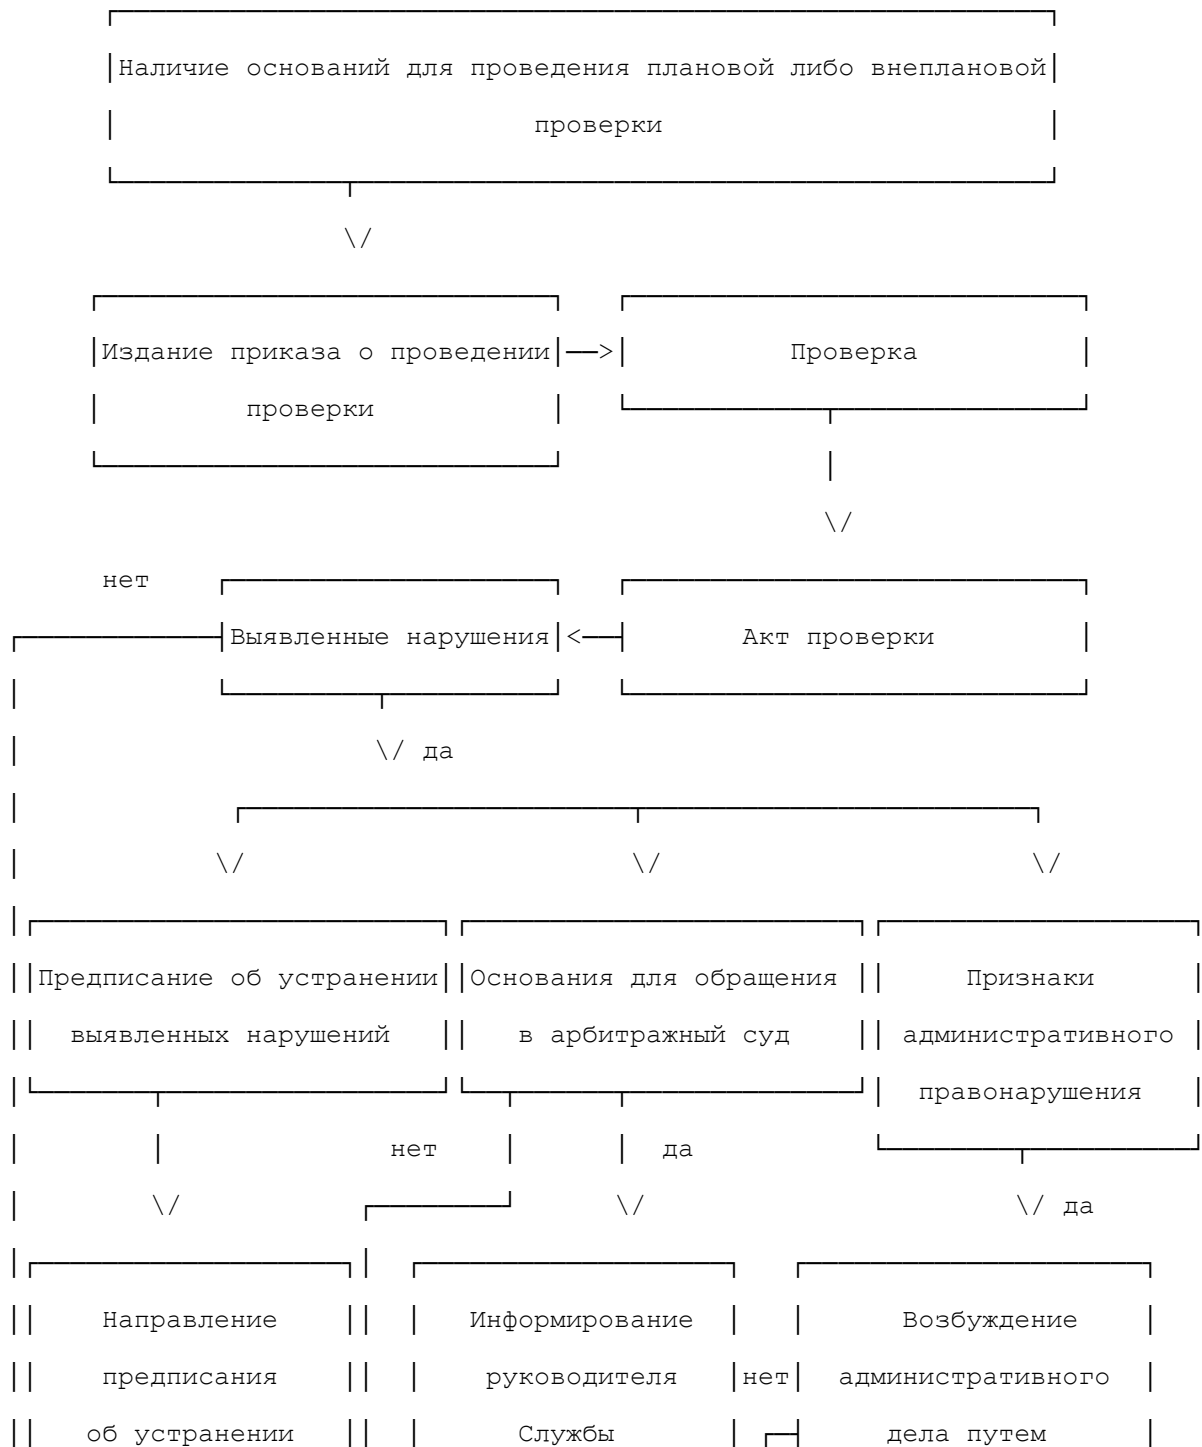 Наличие оснований для проведения плановой либо внеплановой
проверки
\/
Издание приказа о проведении ──> Проверка
проверки
\/
нет
Выявленные нарушения <── Акт проверки
\/ да
\/ \/ \/
Предписание об устранении Основания для обращения Признаки
выявленных нарушений в арбитражный суд административного
правонарушения
нет да
\/ \/ \/ да
Направление Информирование Возбуждение
предписания руководителя нет административного
об устранении Службы дела путем